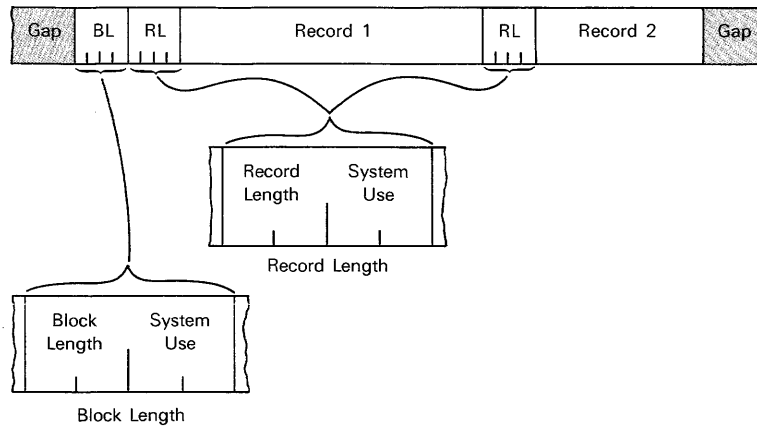 Gap BL RL Record 1 RL Record 2 Gap
Record Length System Use
Record Length
Block Length System Use
Block Length